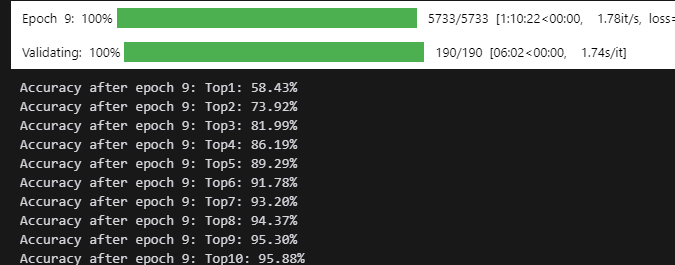 Epoch 9: 100% 5733/5733 [1:10:22<00:00, 1.78it/s, loss=
Validating: 100% 190/190 [06:02<00:00, 1.74s/it]
Accuracy after epoch 9: Top1: 58.43%
Accuracy after epoch 9: Top2: 73.92%
Accuracy after epoch 9: Top3: 81.99%
Accuracy after epoch 9: Top4: 86.19%
Accuracy after epoch 9: Top5: 89.29%
Accuracy after epoch 9: Top6: 91.78%
Accuracy after epoch 9: Top7: 93.20%
Accuracy after epoch 9: Top8: 94.37%
Accuracy after epoch 9: Top9: 95.30%
Accuracy after epoch 9: Top10: 95.88%